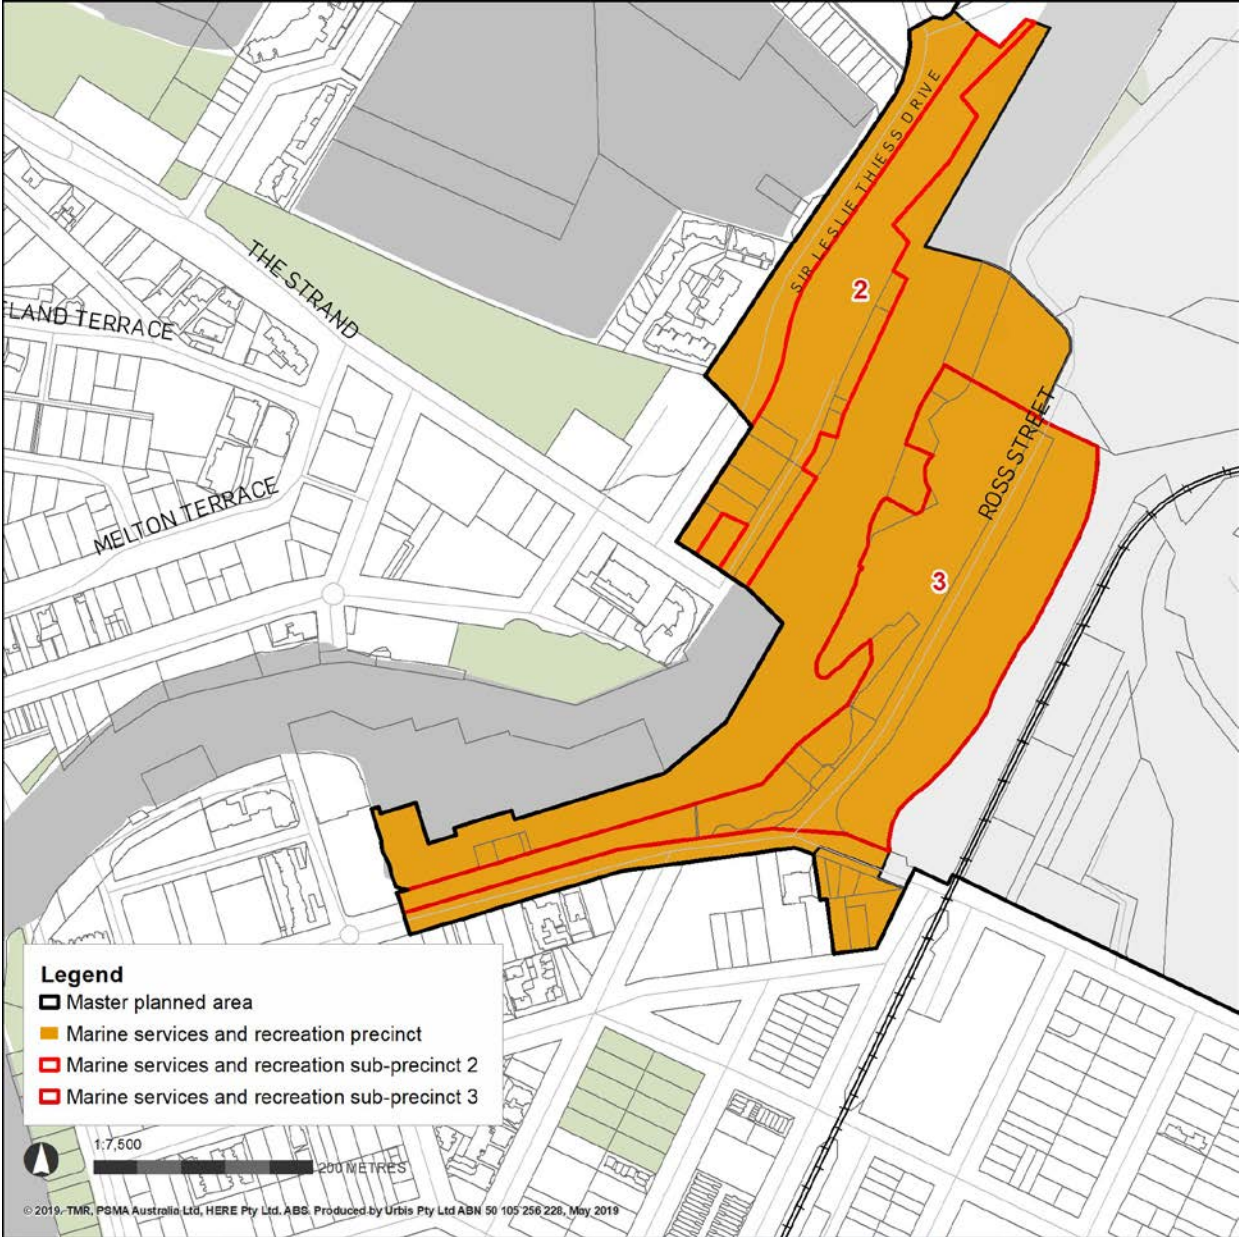 SIR LESLIE THIESS DRIVE
THE STRAND
LAND TERRACE
2
ROSS STREET
MELTON TERRACE
3
Legend
Master planned area
Marine services and recreation precinct
Marine services and recreation sub-precinct 2
Marine services and recreation sub-precinct 3
1:7,500
200 METRES
© 2019. TMR, PSMA Australia Ltd, HERE Pty Ltd. ABS. Produced by Urbis Pty Ltd ABN 50 105 256 228, May 2019